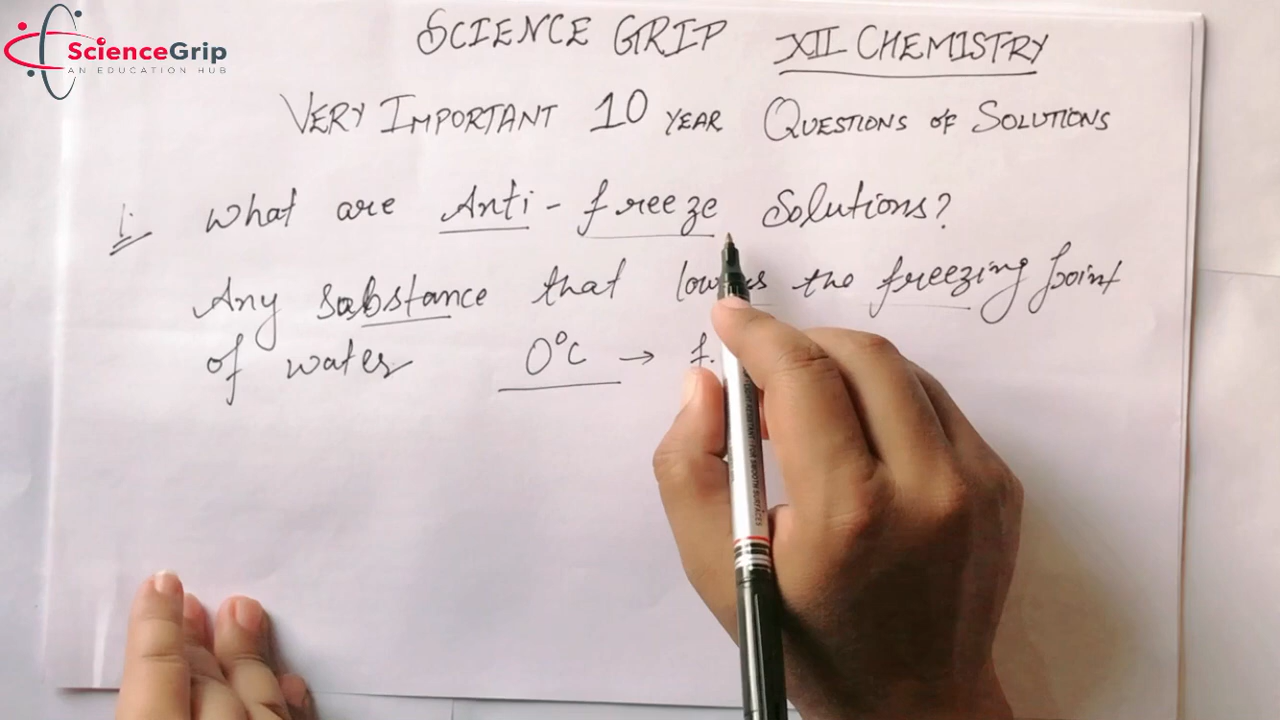 ScienceGrip
AN EDUCATION HUB
SCIENCE GRIP XII CHEMISTRY
VERY IMPORTANT 10 YEAR QUESTIONS OF SOLUTIONS
1. What are Anti-freeze Solutions?
Any substance that lowers the freezing point
of water 0°C → f.